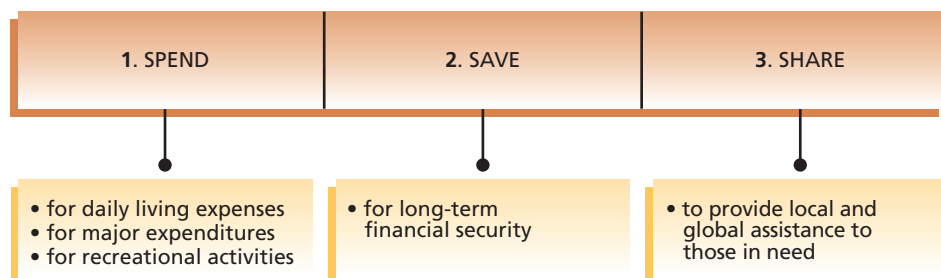 1. SPEND
2. SAVE
3. SHARE
• for daily living expenses
• for major expenditures
• for recreational activities
• for long-term
financial security
• to provide local and
global assistance to
those in need